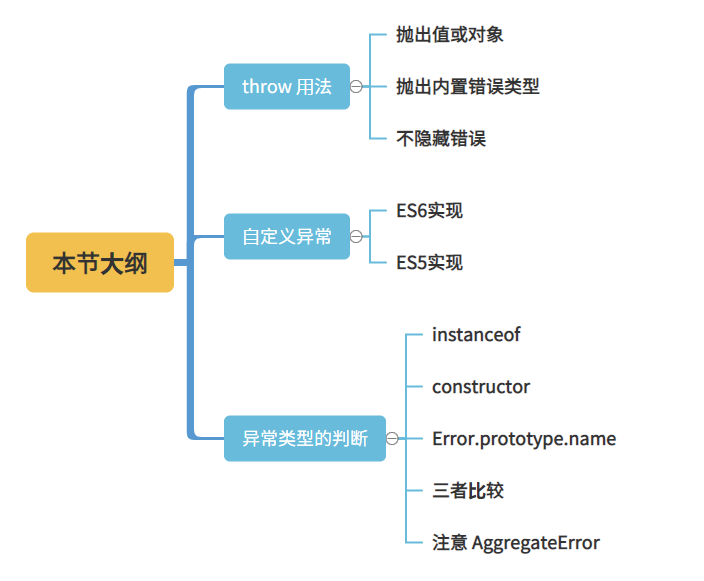 本节大纲
throw 用法
抛出值或对象
抛出内置错误类型
不隐藏错误
自定义异常
ES6实现
ES5实现
异常类型的判断
instanceof
constructor
Error.prototype.name
三者比较
注意 AggregateError